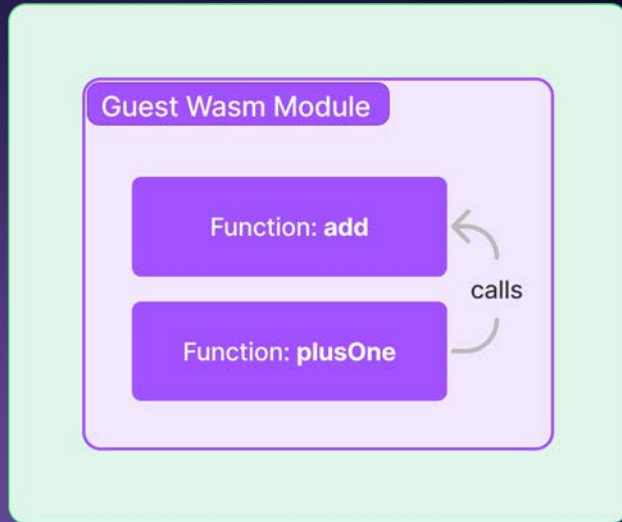 Guest Wasm Module
Function: add
calls
Function: plusOne